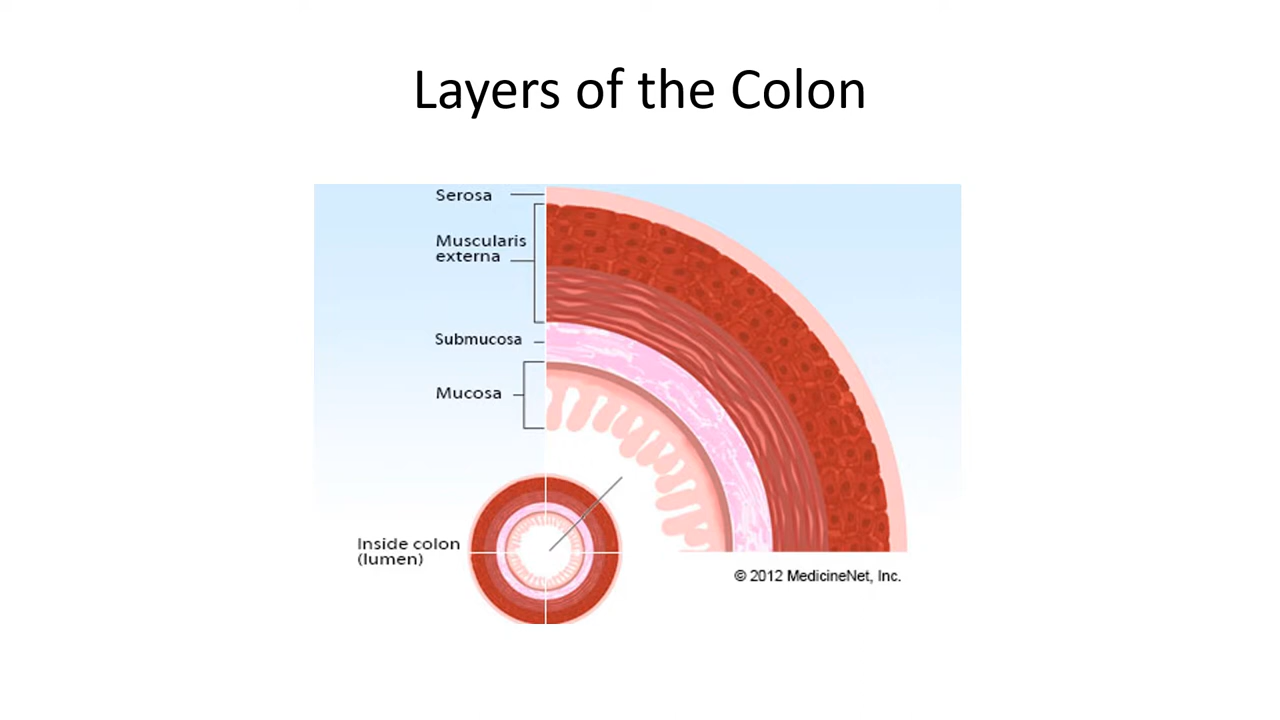 Layers of the Colon
Serosa
Muscularis
externa
Submucosa
Mucosa
Inside colon
(lumen)
© 2012 MedicineNet, Inc.